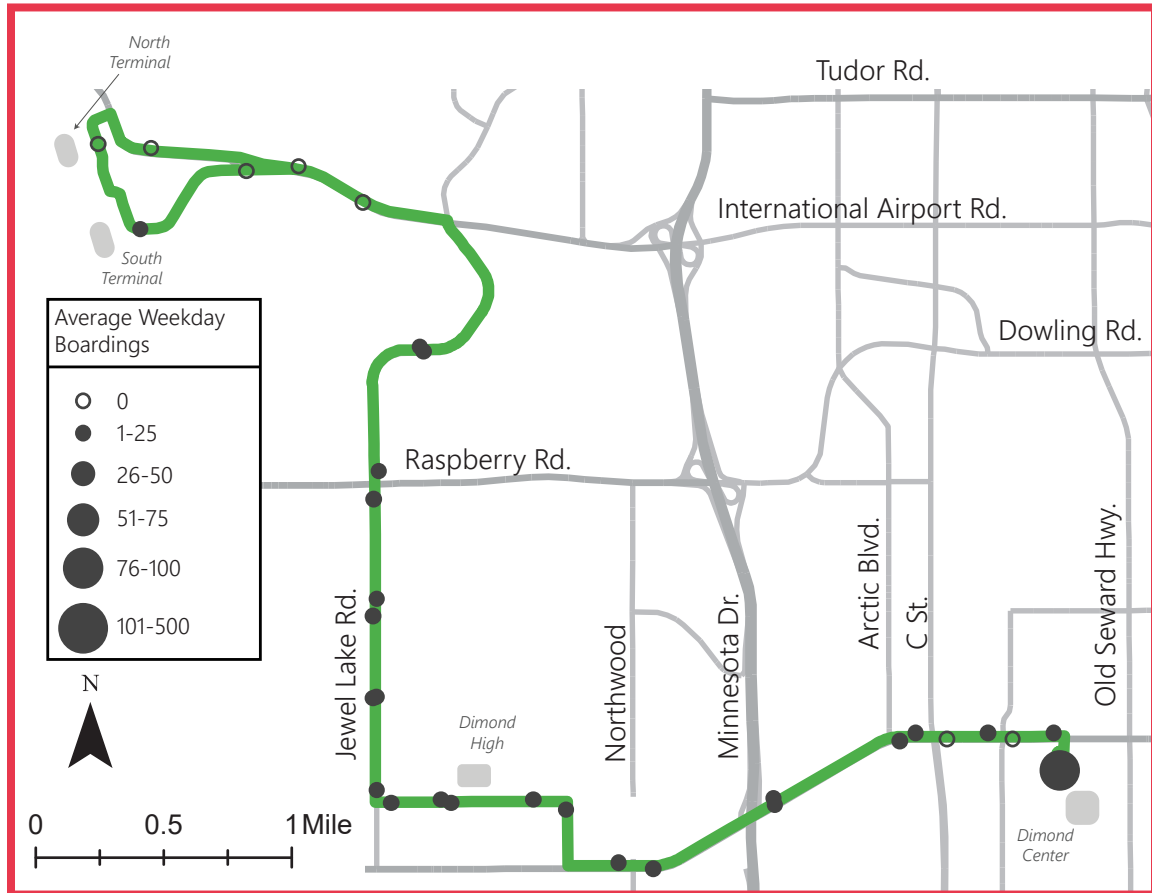 North
Terminal
Tudor Rd.
International Airport Rd.
South
Terminal
Average Weekday
Boardings
0
1-25
26-50
51-75
76-100
101-500
Dowling Rd.
Raspberry Rd.
Jewel Lake Rd.
Northwood
Minnesota Dr.
Arctic Blvd.
C St.
Old Seward Hwy.
N
Dimond
High
0 0.5 1 Mile
Dimond
Center